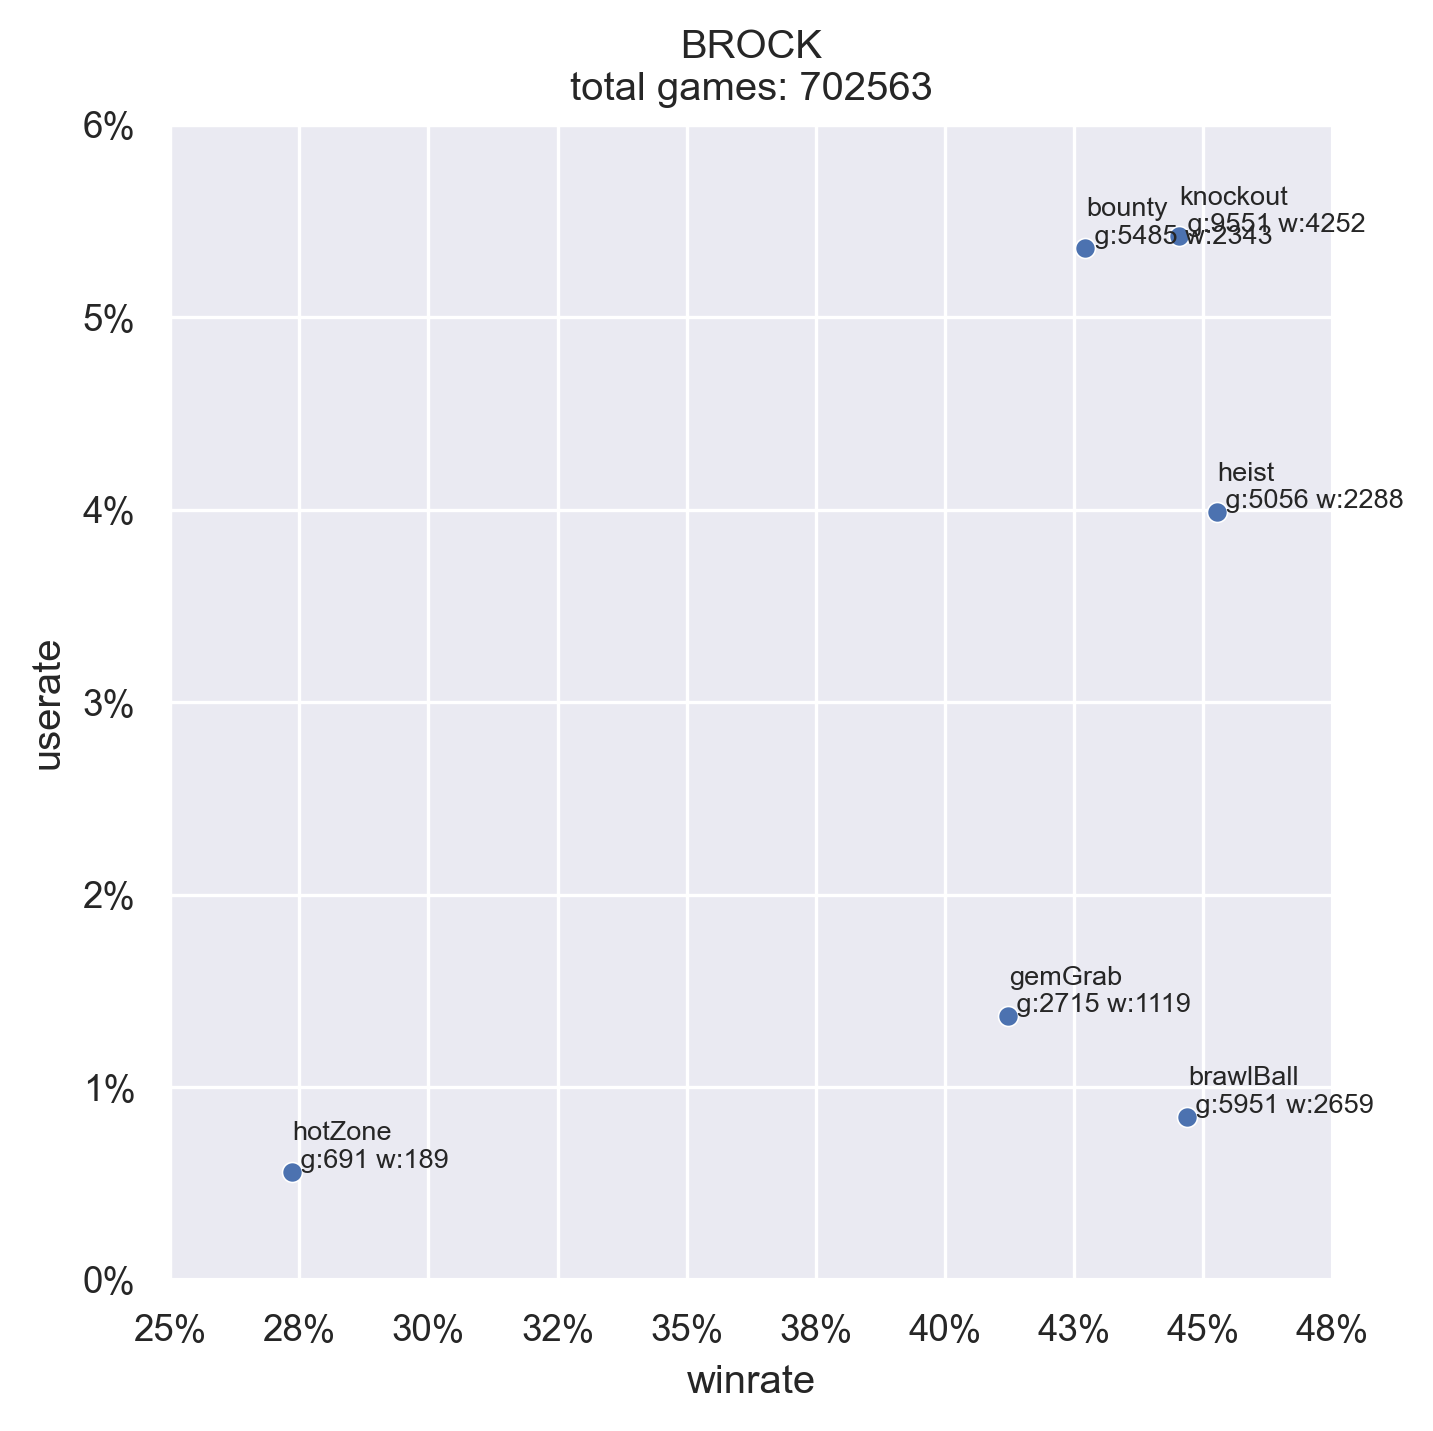 BROCK
total games: 702563
6%
5%
4%
3%
2%
1%
0%
userate
knockout
g:9551 w:4252
bounty
g:5485 w:2343
heist
g:5056 w:2288
gemGrab
g:2715 w:1119
brawlBall
g:5951 w:2659
hotZone
g:691 w:189
25% 28% 30% 32% 35% 38% 40% 43% 45% 48%
winrate